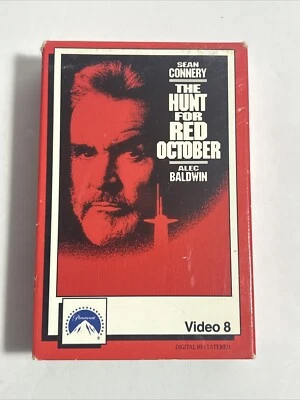 SEAN
CONNERY
THE
HUNT
FOR
RED
OCTOBER
ALEC
BALDWIN
Paramount
Video 8
DIGITAL HI-FI STEREO